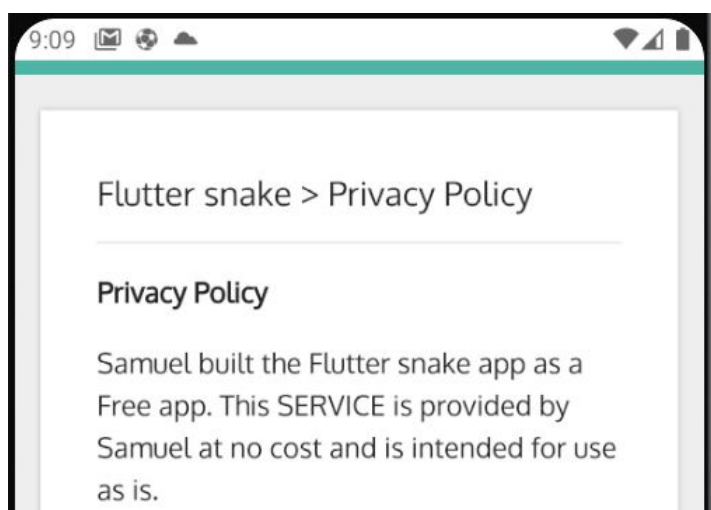 9:09
Flutter snake > Privacy Policy
Privacy Policy
Samuel built the Flutter snake app as a
Free app. This SERVICE is provided by
Samuel at no cost and is intended for use
as is.